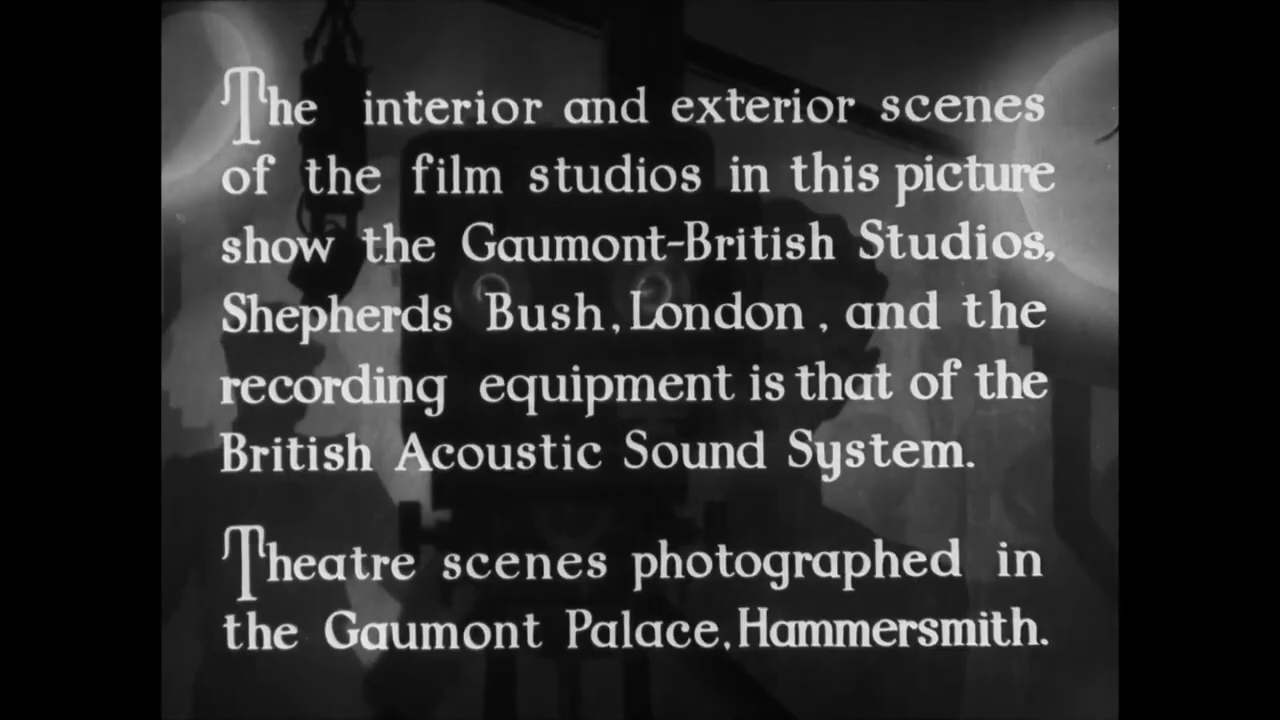 The interior and exterior scenes
of the film studios in this picture
show the Gaumont-British Studios,
Shepherds Bush, London, and the
recording equipment is that of the
British Acoustic Sound System.
Theatre scenes photographed in
the Gaumont Palace, Hammersmith.